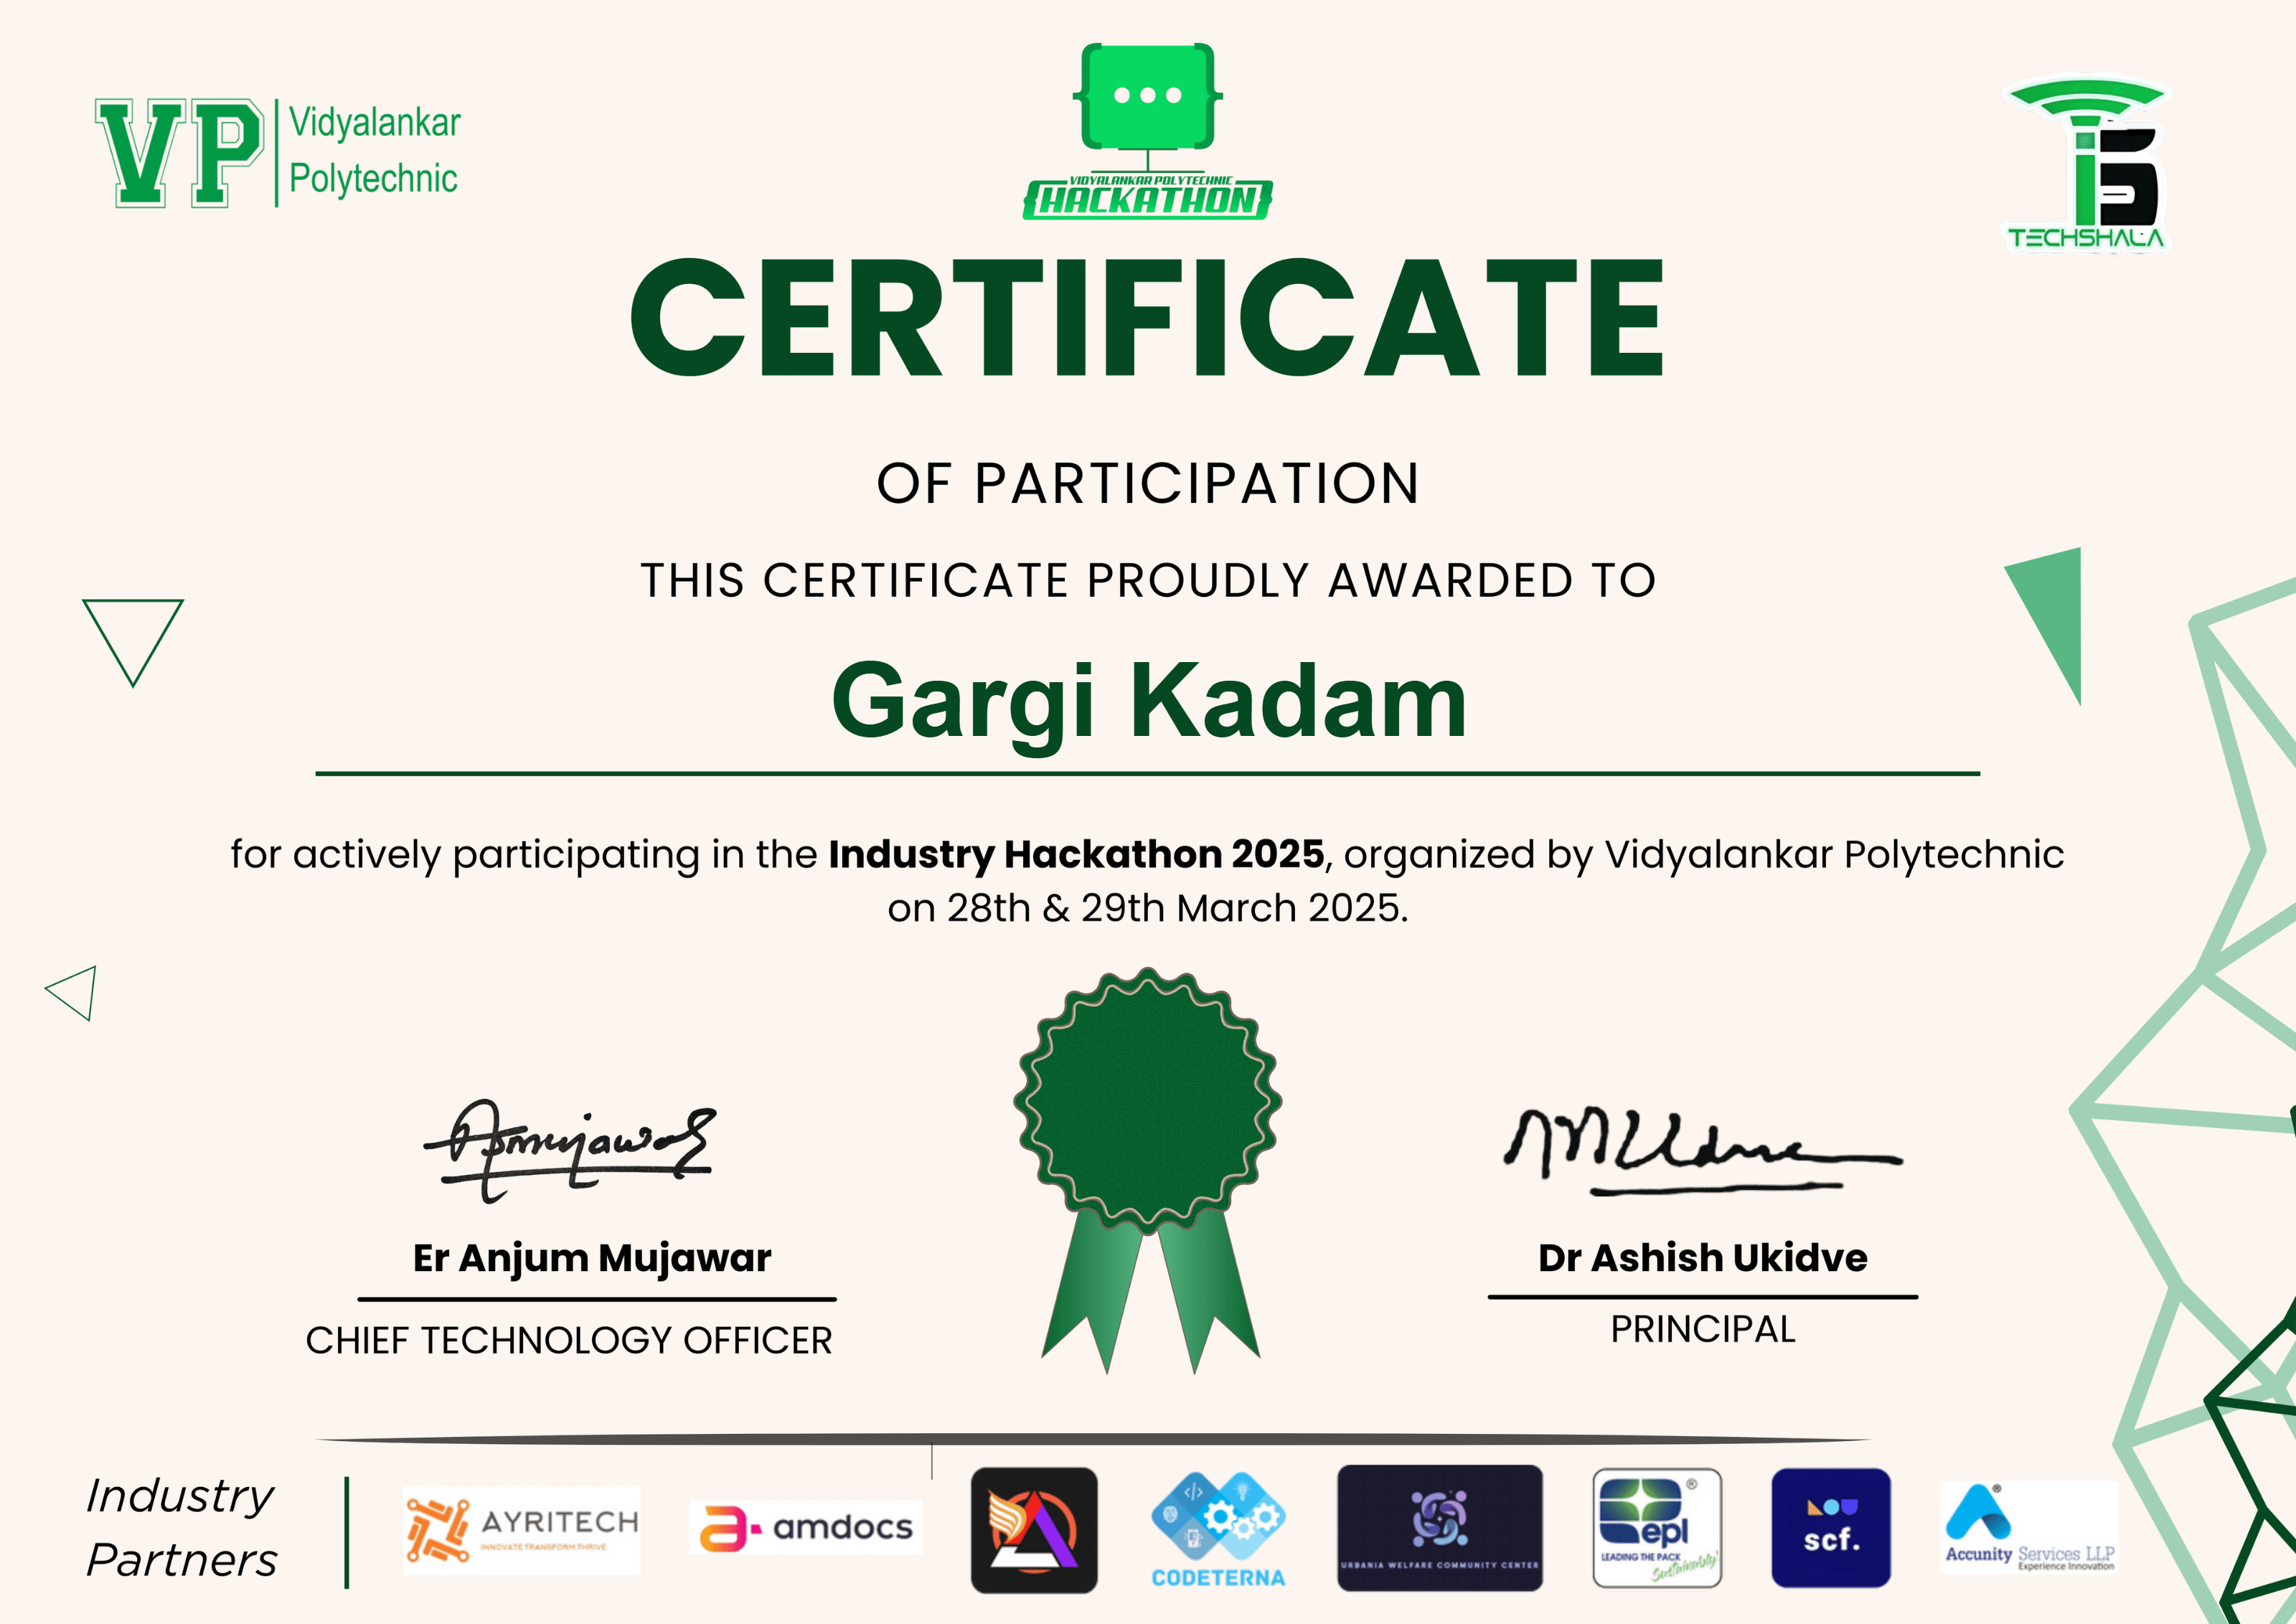 VP
Vidyalankar
Polytechnic
VIDYALANKAR POLYTECHNIC
HACKATHON
TECHSHALA
CERTIFICATE
OF PARTICIPATION
THIS CERTIFICATE PROUDLY AWARDED TO
Gargi Kadam
for actively participating in the Industry Hackathon 2025, organized by Vidyalankar Polytechnic
on 28th & 29th March 2025.
Er Anjum Mujawar
CHIEF TECHNOLOGY OFFICER
Dr Ashish Ukidve
PRINCIPAL
Industry
Partners
AYRITECH
INNOVATE.TRANSFORM.THRIVE
a amdocs
CODETERNA
URBANIA WELFARE COMMUNITY CENTER
epl
®
LEADING THE PACK
Sustainably!
scf.
®
Accunity Services LLP
Experience Innovation